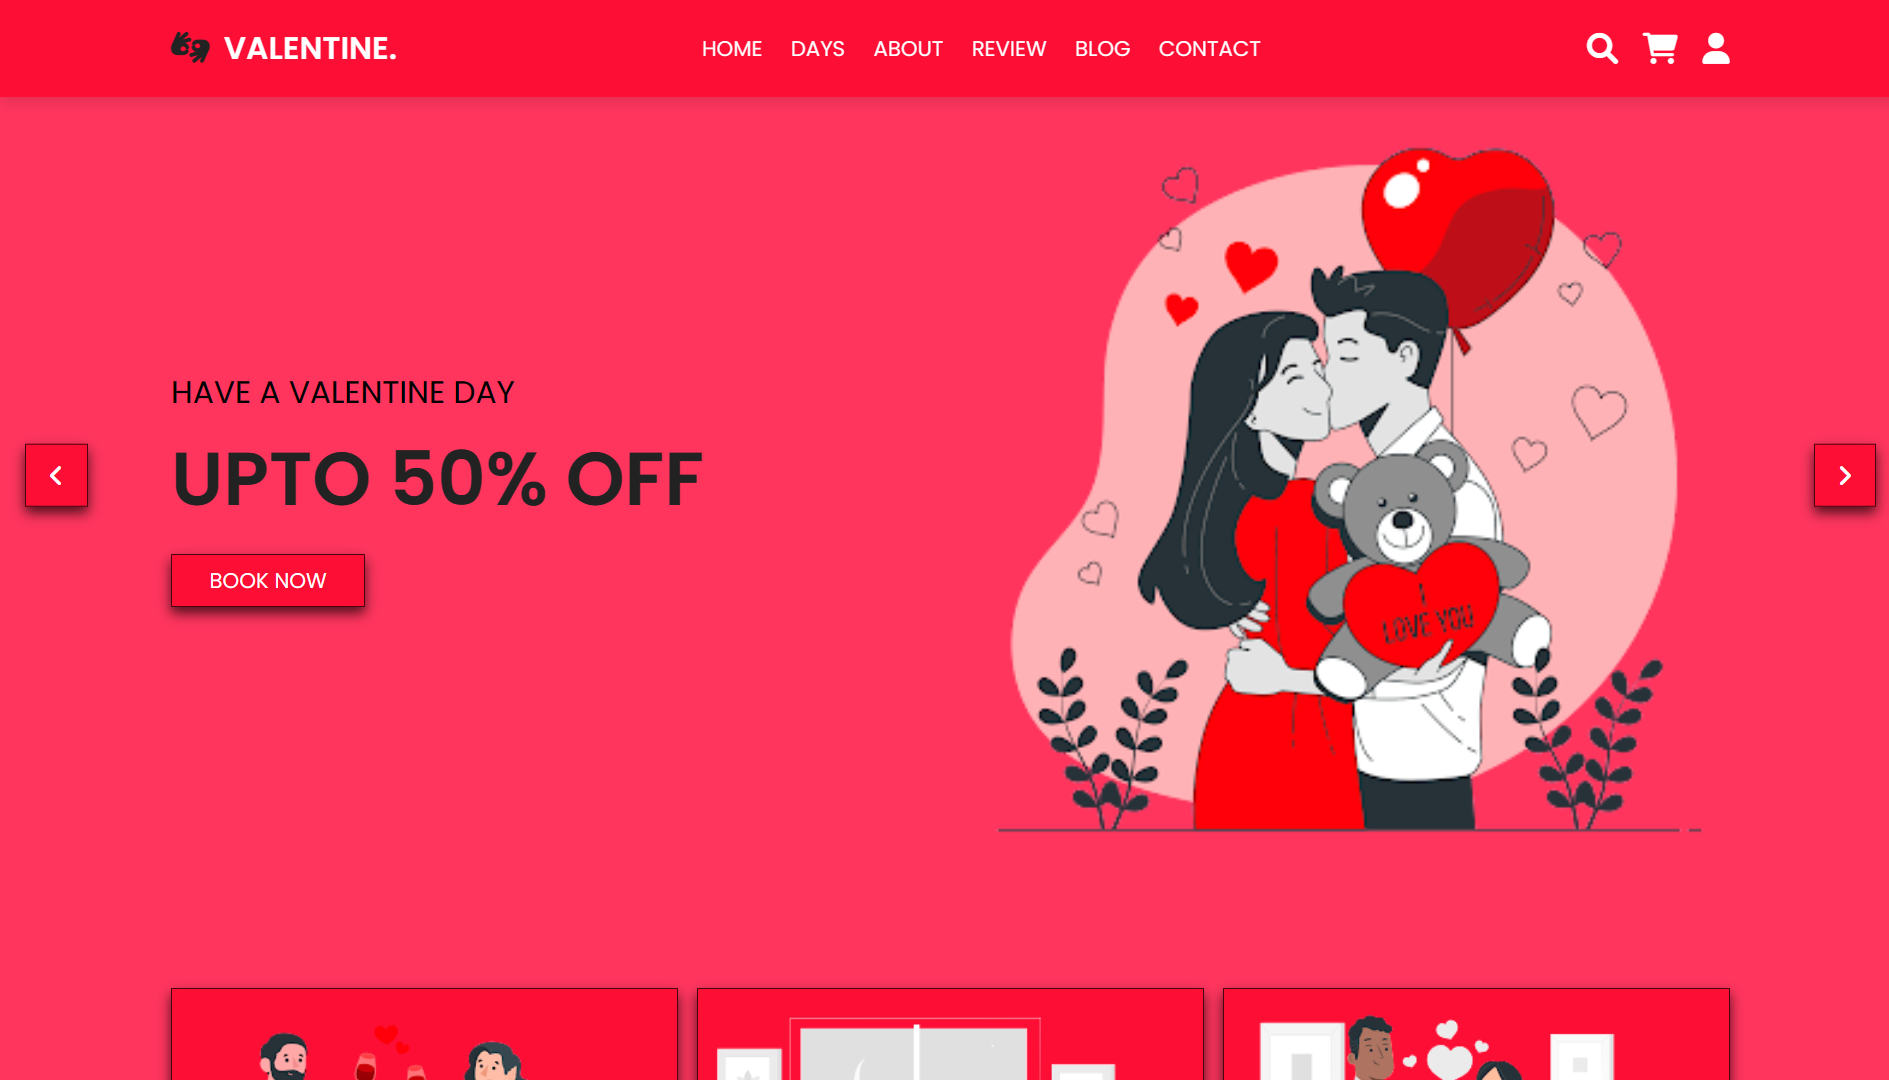 VALENTINE.
HOME DAYS ABOUT REVIEW BLOG CONTACT
HAVE A VALENTINE DAY
UPTO 50% OFF
BOOK NOW
I
LOVE YOU